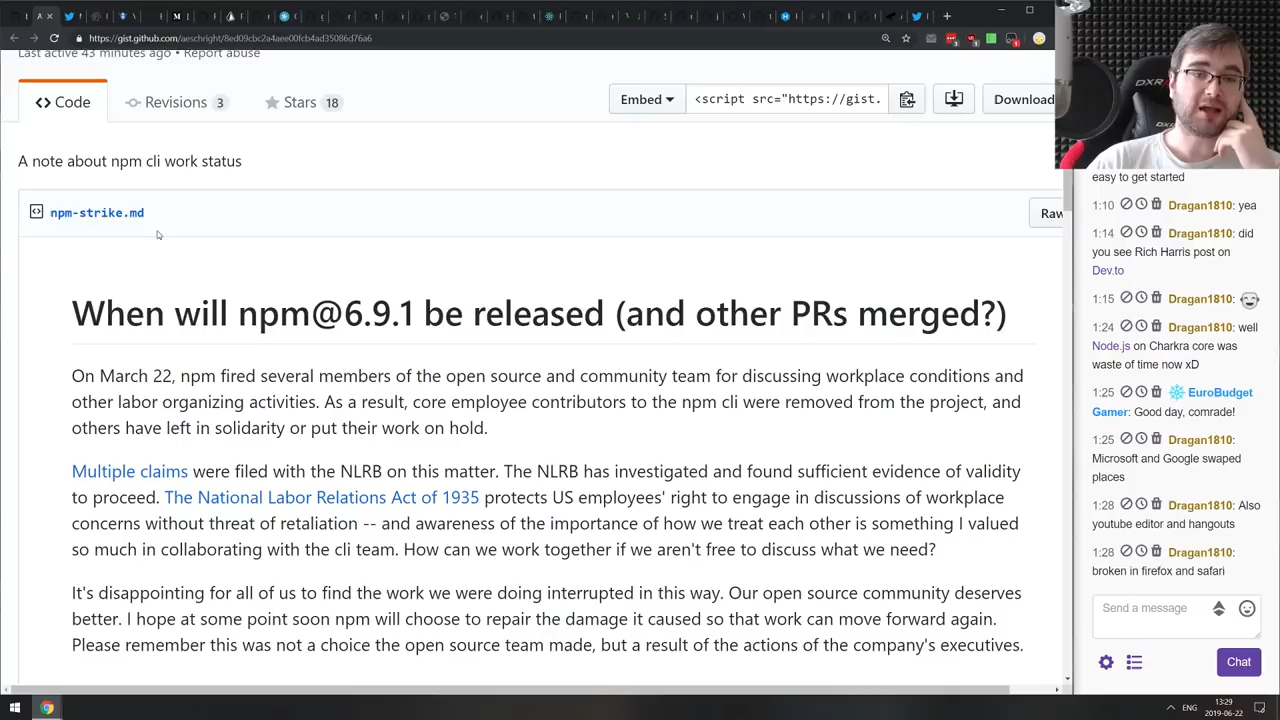 https://gist.github.com/aeschright/8ed09cbc2a4aee00fcb4ad35086d76a6
Last active 43 minutes ago • Report abuse
Code
Revisions 3
Stars 18
Embed
<script src="https://gist.
Download
A note about npm cli work status
npm-strike.md
Raw
When will npm@6.9.1 be released (and other PRs merged?)
On March 22, npm fired several members of the open source and community team for discussing workplace conditions and
other labor organizing activities. As a result, core employee contributors to the npm cli were removed from the project, and
others have left in solidarity or put their work on hold.
Multiple claims were filed with the NLRB on this matter. The NLRB has investigated and found sufficient evidence of validity
to proceed. The National Labor Relations Act of 1935 protects US employees' right to engage in discussions of workplace
concerns without threat of retaliation -- and awareness of the importance of how we treat each other is something I valued
so much in collaborating with the cli team. How can we work together if we aren't free to discuss what we need?
It's disappointing for all of us to find the work we were doing interrupted in this way. Our open source community deserves
better. I hope at some point soon npm will choose to repair the damage it caused so that work can move forward again.
Please remember this was not a choice the open source team made, but a result of the actions of the company's executives.
DXR
easy to get started
1:10 Dragan1810: yea
1:14 Dragan1810: did
you see Rich Harris post on
Dev.to
1:15 Dragan1810:
1:24 Dragan1810: well
Node.js on Charkra core was
waste of time now xD
1:25 EuroBudget
Gamer: Good day, comrade!
1:25 Dragan1810:
Microsoft and Google swaped
places
1:28 Dragan1810: Also
youtube editor and hangouts
1:28 Dragan1810:
broken in firefox and safari
Send a message
Chat
ENG
13:29
2019-06-22